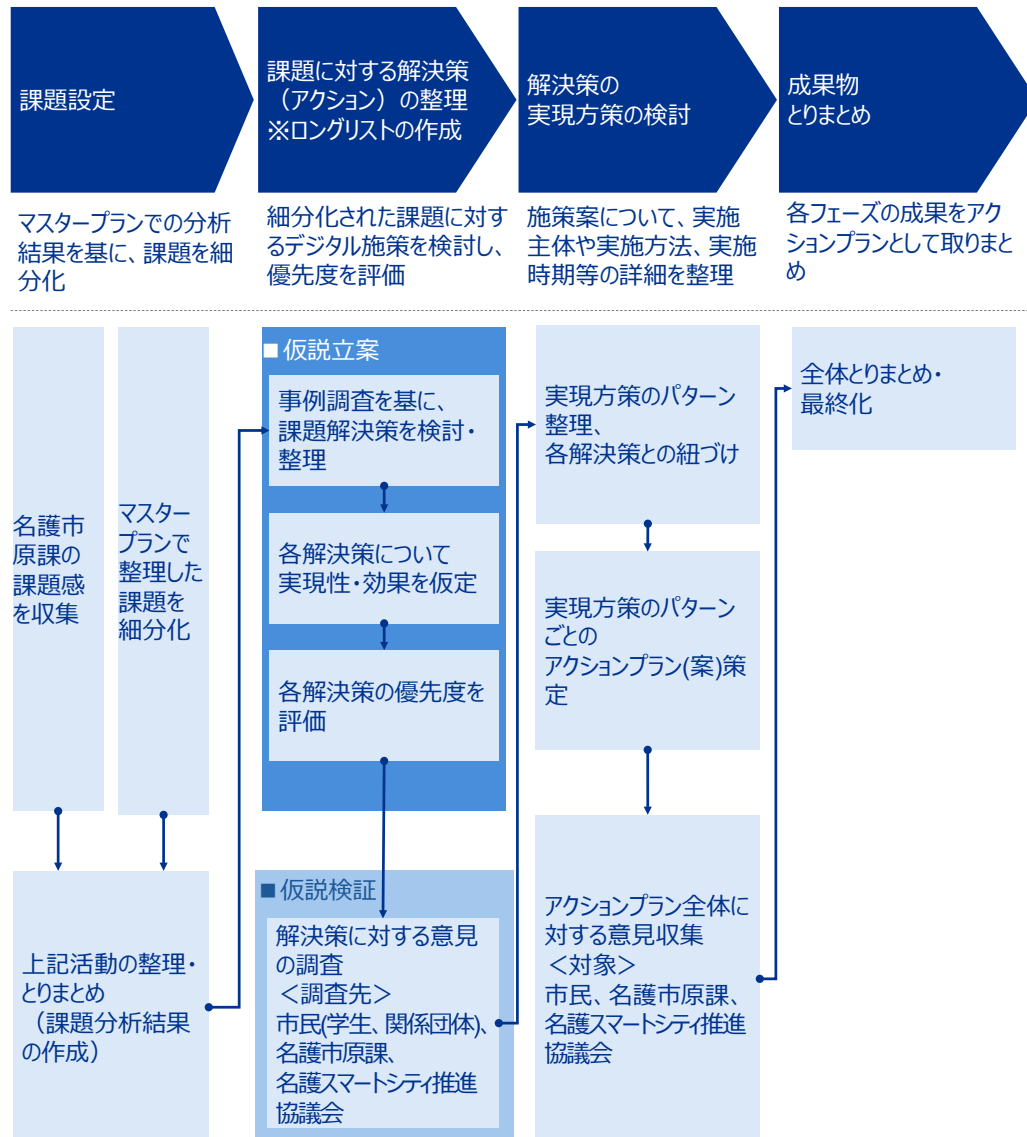 課題設定
課題に対する解決策
（アクション）の整理
※ロングリストの作成
解決策の
実現方策の検討
成果物
とりまとめ
マスタープランでの分析
結果を基に、課題を細
分化
細分化された課題に対す
るデジタル施策を検討し、
優先度を評価
施策案について、実施
主体や実施方法、実施
時期等の詳細を整理
各フェーズの成果をアク
ションプランとして取りまと
め
名護市
原課の
課題感
を収集
マスター
プランで
整理した
課題を
細分化
上記活動の整理・
とりまとめ
（課題分析結果
の作成）
■仮説立案
事例調査を基に、
課題解決策を検討・
整理
各解決策について
実現性・効果を仮定
各解決策の優先度を
評価
■仮説検証
解決策に対する意見
の調査
＜調査先＞
市民(学生、関係団体)、
名護市原課、
名護スマートシティ推進
協議会
実現方策のパターン
整理、
各解決策との紐づけ
実現方策のパターン
ごとの
アクションプラン(案)策
定
アクションプラン全体に
対する意見収集
＜対象＞
市民、名護市原課、
名護スマートシティ推進
協議会
全体とりまとめ・
最終化